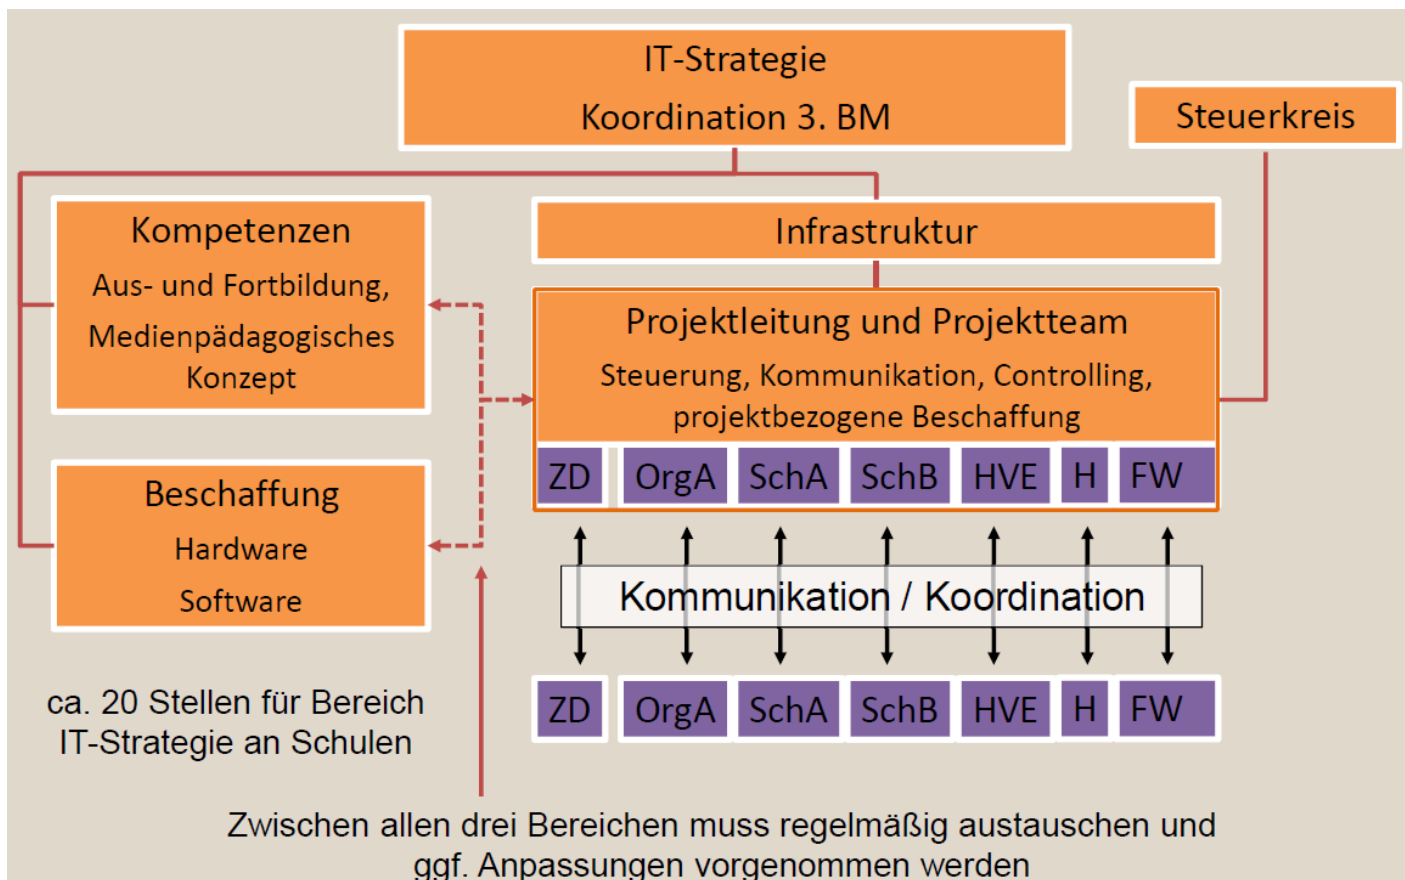 IT-Strategie
Koordination 3. BM
Steuerkreis
Kompetenzen
Aus- und Fortbildung,
Medienpädagogisches
Konzept
Infrastruktur
Projektleitung und Projektteam
Steuerung, Kommunikation, Controlling,
projektbezogene Beschaffung
ZD OrgA SchA SchB HVE H FW
Beschaffung
Hardware
Software
Kommunikation / Koordination
ZD OrgA SchA SchB HVE H FW
ca. 20 Stellen für Bereich
IT-Strategie an Schulen
Zwischen allen drei Bereichen muss regelmäßig austauschen und
ggf. Anpassungen vorgenommen werden